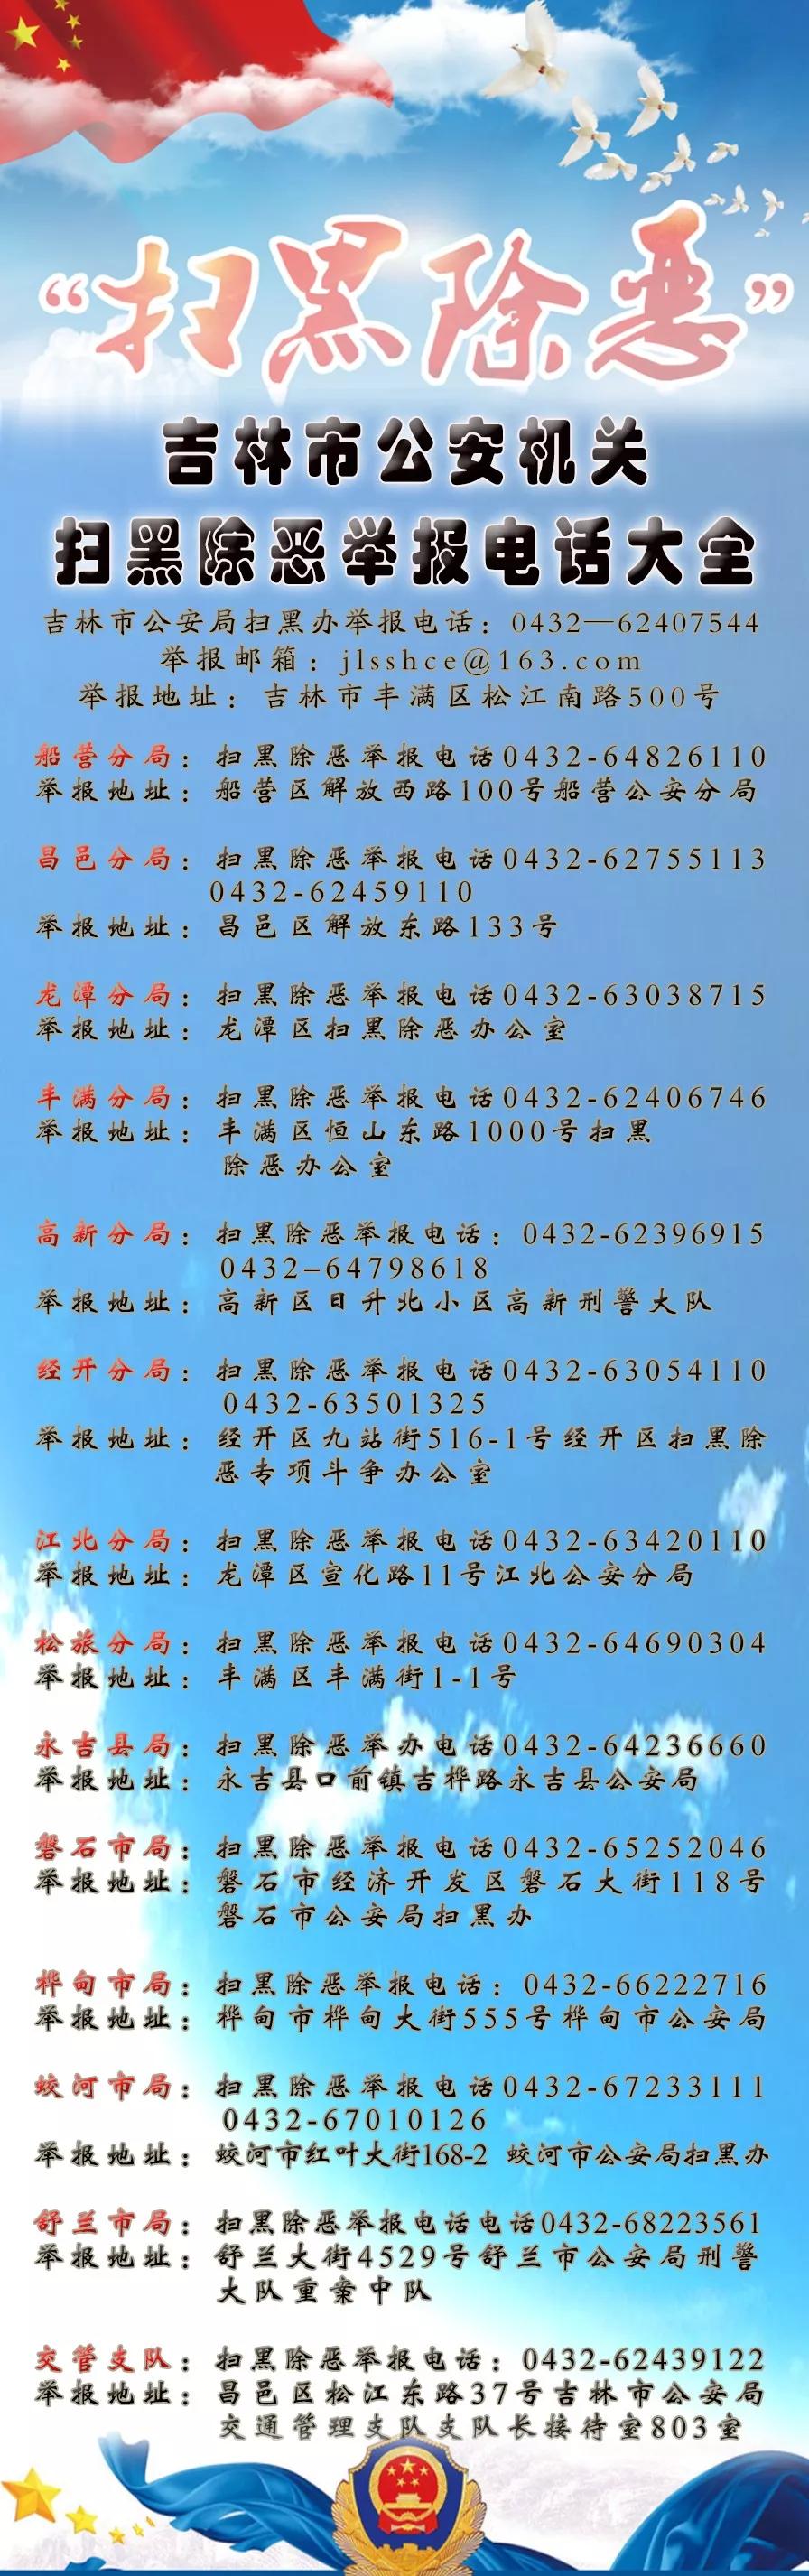 “扫黑除恶”
吉林市公安机关
扫黑除恶举报电话大全
吉林市公安局扫黑办举报电话：0432—62407544
举报邮箱：jlsshce@163.com
举报地址：吉林市丰满区松江南路500号
船营分局：扫黑除恶举报电话0432-64826110
举报地址：船营区解放西路100号船营公安分局
昌邑分局：扫黑除恶举报电话0432-62755113
0432-62459110
举报地址：昌邑区解放东路133号
龙潭分局：扫黑除恶举报电话0432-63038715
举报地址：龙潭区扫黑除恶办公室
丰满分局：扫黑除恶举报电话0432-62406746
举报地址：丰满区恒山东路1000号扫黑
除恶办公室
高新分局：扫黑除恶举报电话：0432-62396915
0432–64798618
举报地址：高新区日升北小区高新刑警大队
经开分局：扫黑除恶举报电话0432-63054110
0432-63501325
举报地址：经开区九站街516-1号经开区扫黑除
恶专项斗争办公室
江北分局：扫黑除恶举报电话0432-63420110
举报地址：龙潭区宣化路11号江北公安分局
松旅分局：扫黑除恶举报电话0432-64690304
举报地址：丰满区丰满街1-1号
永吉县局：扫黑除恶举办电话0432-64236660
举报地址：永吉县口前镇吉桦路永吉县公安局
磐石市局：扫黑除恶举报电话0432-65252046
举报地址：磐石市经济开发区磐石大街118号
磐石市公安局扫黑办
桦甸市局：扫黑除恶举报电话：0432-66222716
举报地址：桦甸市桦甸大街555号桦甸市公安局
蛟河市局：扫黑除恶举报电话0432-67233111
0432-67010126
举报地址：蛟河市红叶大街168-2 蛟河市公安局扫黑办
舒兰市局：扫黑除恶举报电话电话0432-68223561
举报地址：舒兰大街4529号舒兰市公安局刑警
大队重案中队
交管支队：扫黑除恶举报电话：0432-62439122
举报地址：昌邑区松江东路37号吉林市公安局
交通管理支队支队长接待室803室